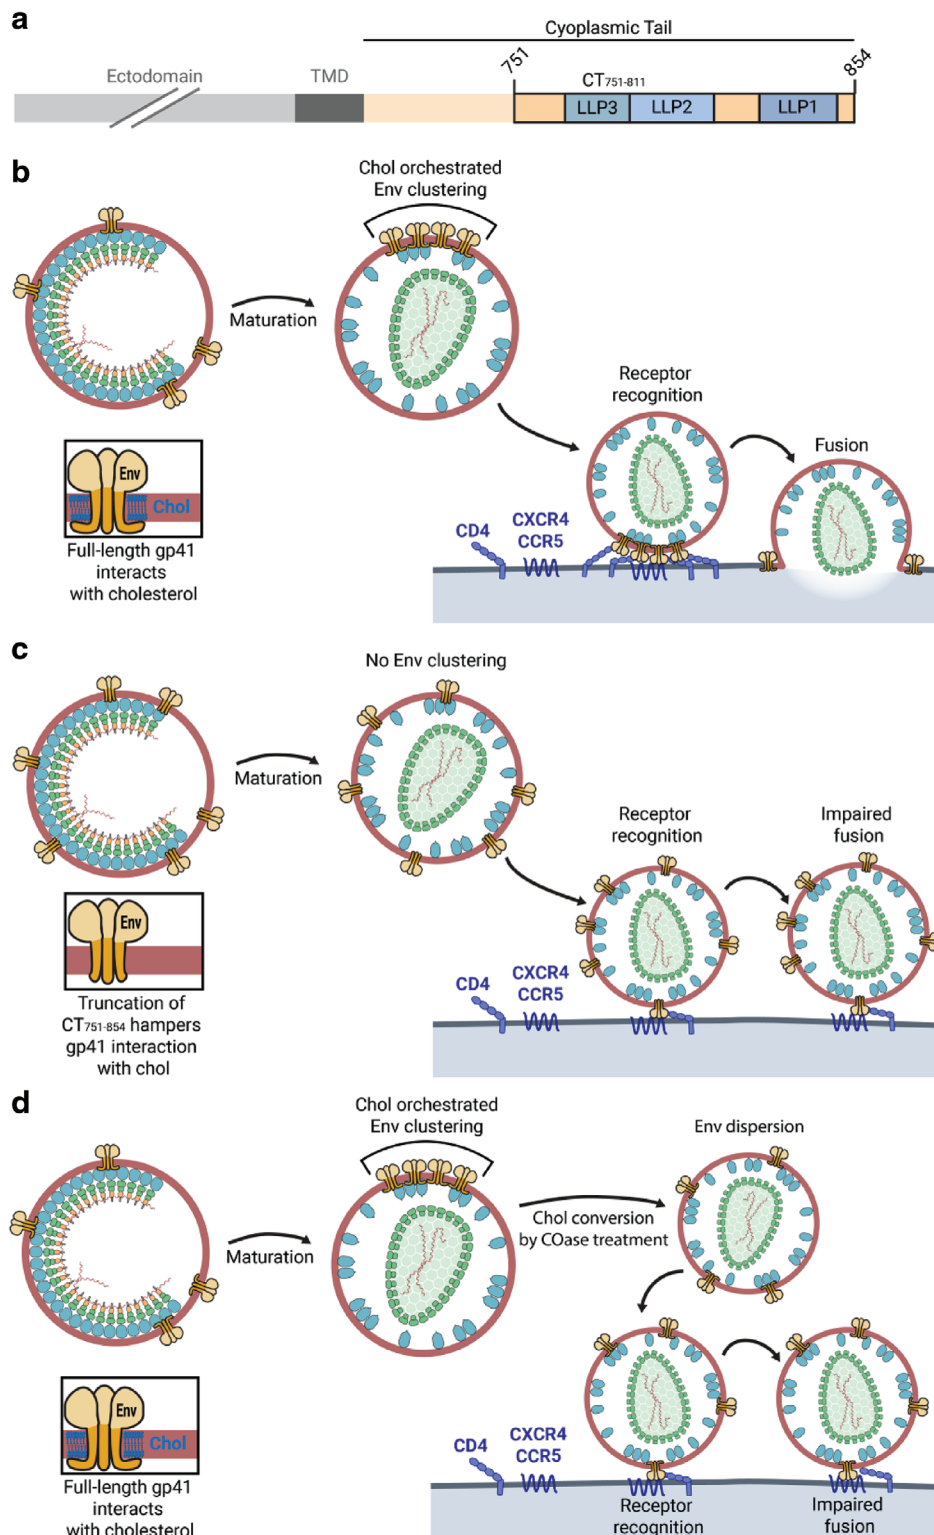 a
Cyoplasmic Tail
751
854
Ectodomain
TMD
CT751-811
LLP3
LLP2
LLP1
b
Chol orchestrated
Env clustering
Maturation
Receptor
recognition
Fusion
Env
Chol
CD4
CXCR4
CCR5
Full-length gp41
interacts
with cholesterol
c
No Env clustering
Maturation
Receptor
recognition
Impaired
fusion
Env
CD4
CXCR4
CCR5
Truncation of
CT751-854 hampers
gp41 interaction
with chol
d
Chol orchestrated
Env clustering
Env dispersion
Maturation
Chol conversion
by COase treatment
Env
Chol
CD4
CXCR4
CCR5
Full-length gp41
interacts
with cholesterol
Receptor
recognition
Impaired
fusion